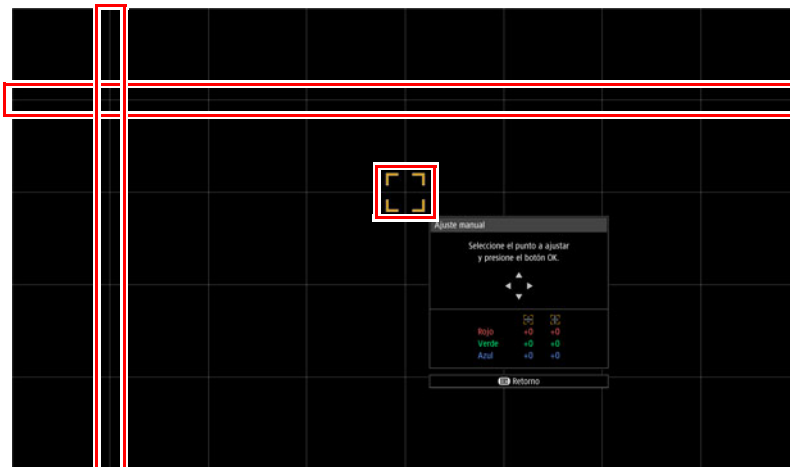 Ajuste manual
Seleccione el punto a ajustar
y presione el botón OK.
Rojo +0 +0
Verde +0 +0
Azul +0 +0
Retorno